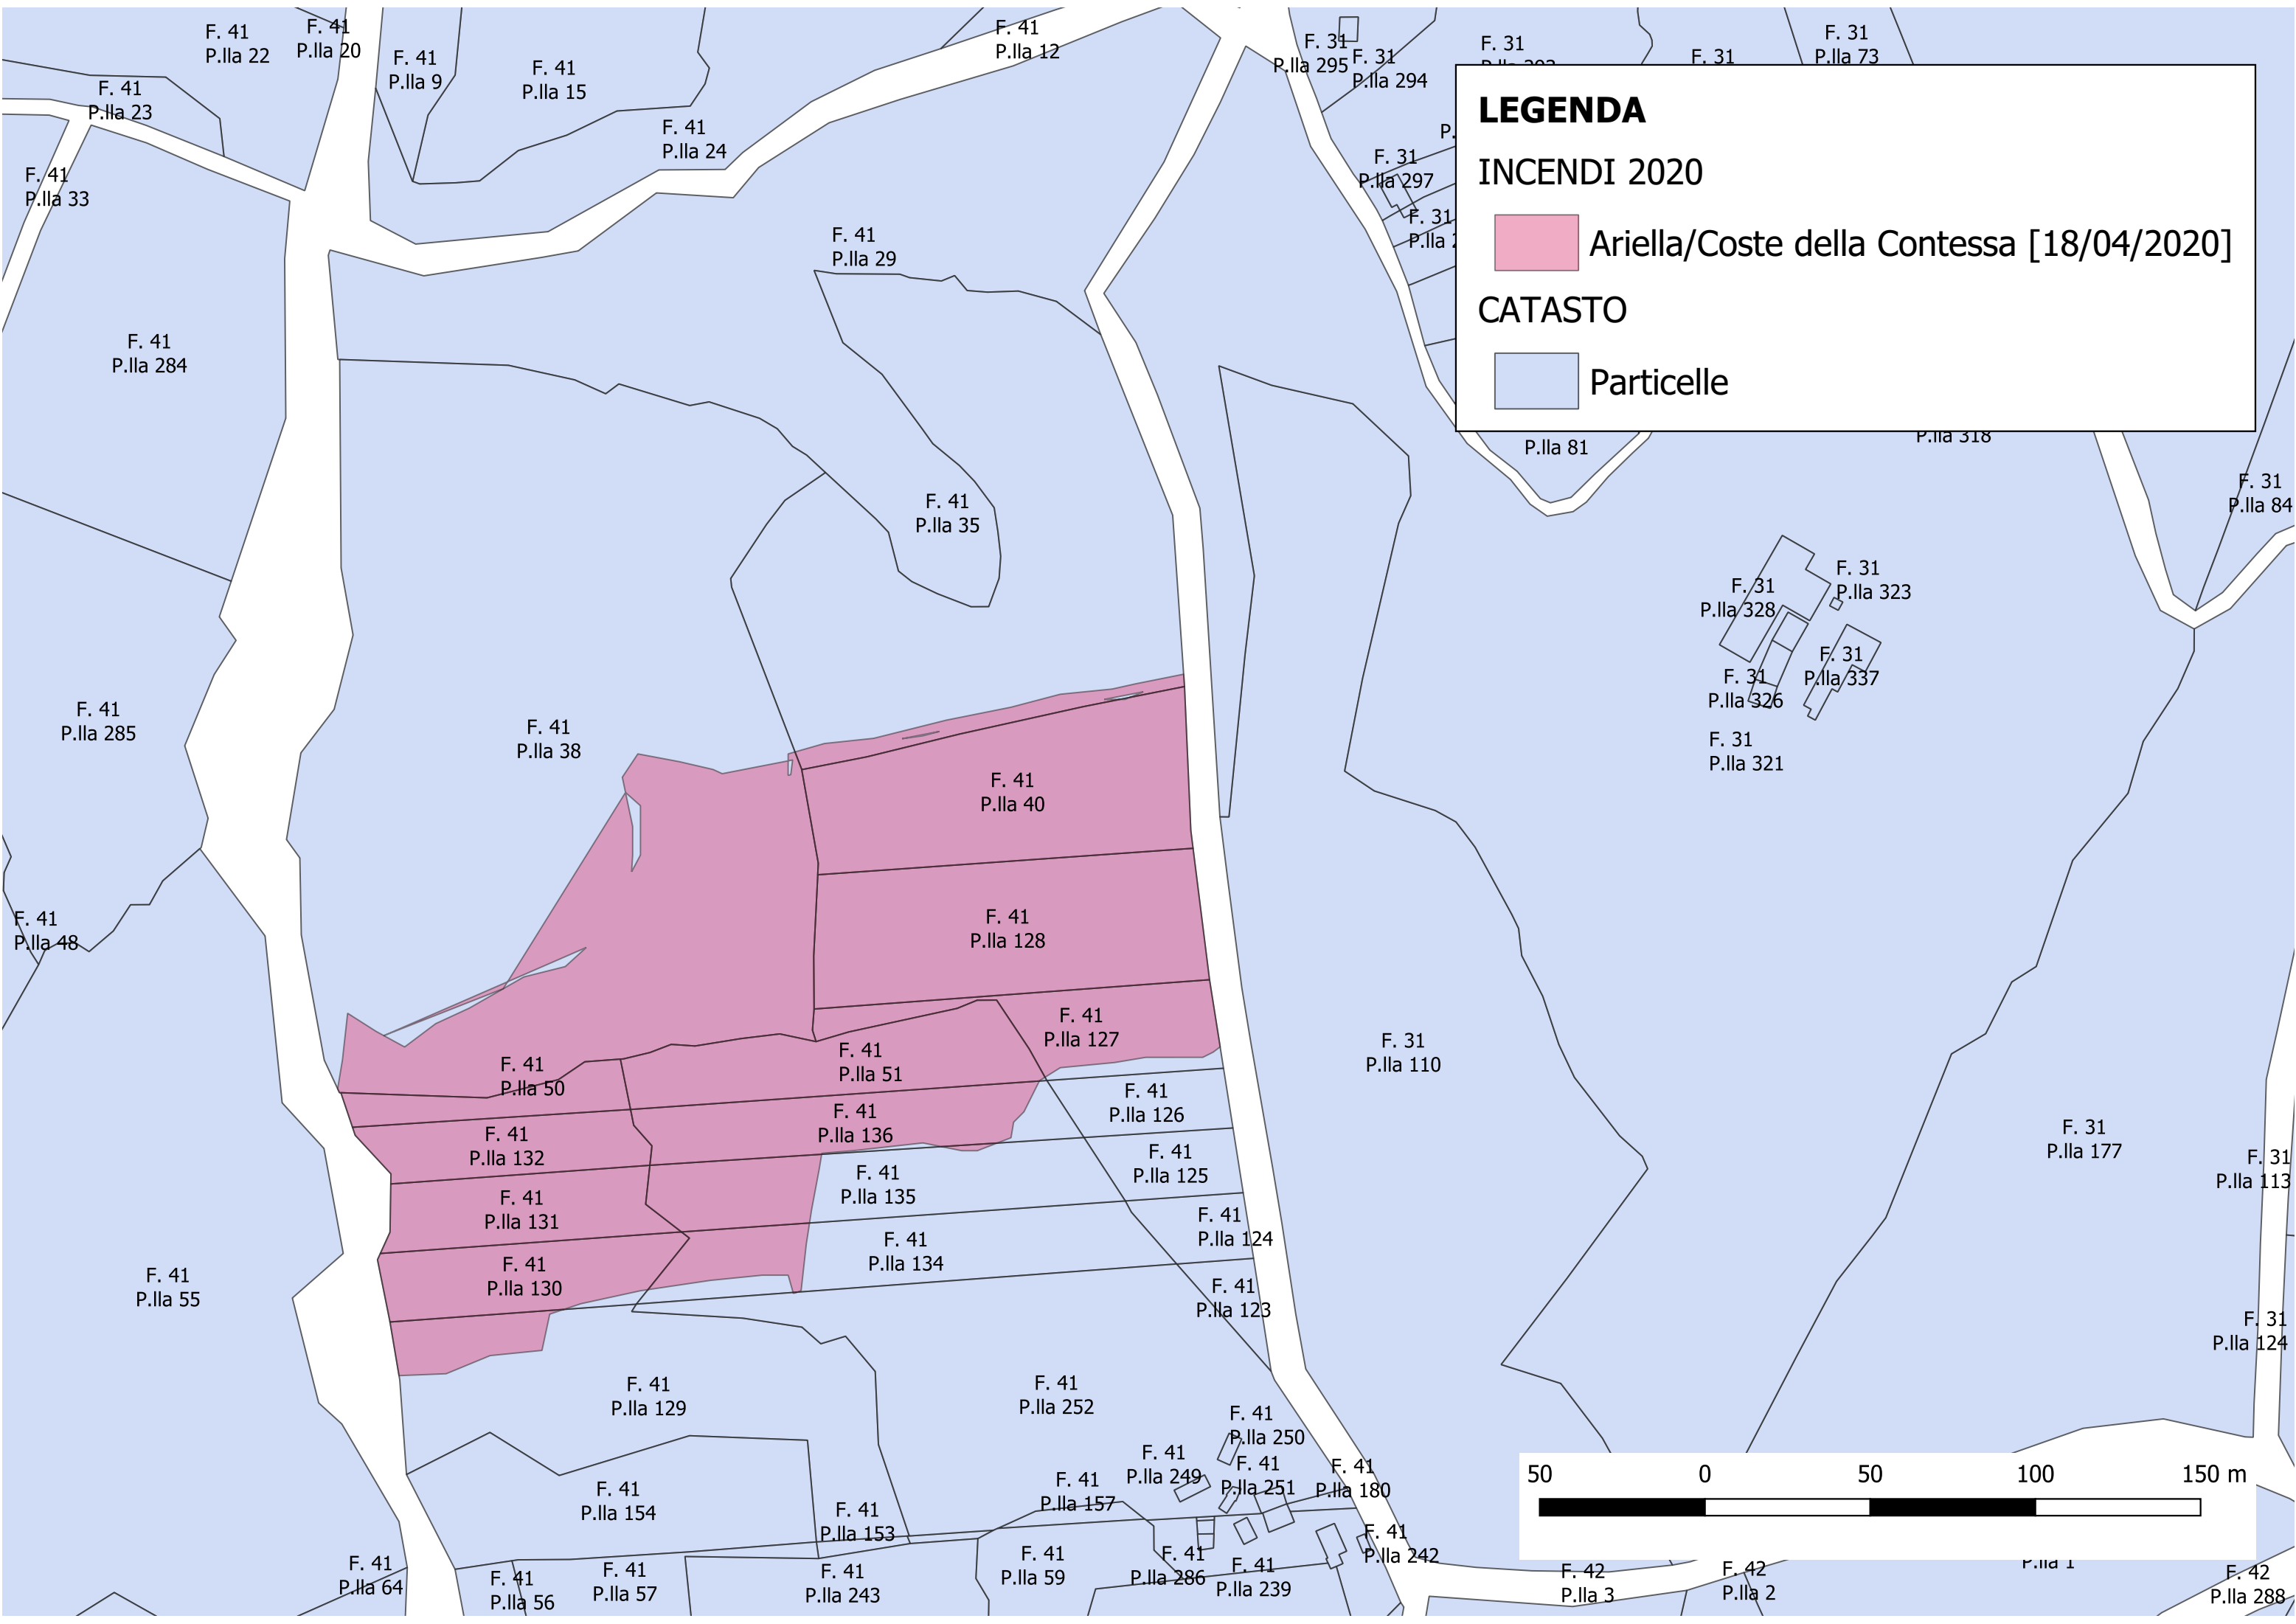 F. 41
P.lla 22
F. 41
P.lla 20
F. 41
P.lla 9
F. 41
P.lla 15
F. 41
P.lla 12
F. 31
P.lla 295
F. 31
P.lla 294
F. 31
F. 31
F. 31
P.lla 73
F. 41
P.lla 23
F. 41
P.lla 24
F. 31
P.lla 297
F. 31
P.lla
F. 41
P.lla 33
F. 41
P.lla 29
LEGENDA
INCENDI 2020
Ariella/Coste della Contessa [18/04/2020]
CATASTO
Particelle
F. 41
P.lla 284
P.lla 81
P.lla 318
F. 31
P.lla 84
F. 41
P.lla 35
F. 31
P.lla 328
F. 31
P.lla 323
F. 31
P.lla 326
F. 31
P.lla 337
F. 31
P.lla 321
F. 41
P.lla 285
F. 41
P.lla 38
F. 41
P.lla 40
F. 41
P.lla 48
F. 41
P.lla 128
F. 41
P.lla 127
F. 41
P.lla 50
F. 41
P.lla 51
F. 31
P.lla 110
F. 41
P.lla 126
F. 41
P.lla 136
F. 41
P.lla 132
F. 41
P.lla 125
F. 31
P.lla 177
F. 31
P.lla 113
F. 41
P.lla 135
F. 41
P.lla 131
F. 41
P.lla 124
F. 41
P.lla 134
F. 41
P.lla 130
F. 41
P.lla 55
F. 41
P.lla 123
F. 31
P.lla 124
F. 41
P.lla 129
F. 41
P.lla 252
F. 41
P.lla 250
F. 41
P.lla 249
F. 41
P.lla 251
F. 41
P.lla 180
F. 41
P.lla 157
F. 41
P.lla 154
F. 41
P.lla 153
50 0 50 100 150 m
F. 41
P.lla 242
F. 41
P.lla 64
F. 41
P.lla 56
F. 41
P.lla 57
F. 41
P.lla 243
F. 41
P.lla 59
F. 41
P.lla 286
F. 41
P.lla 239
F. 42
P.lla 3
F. 42
P.lla 2
P.lla 1
F. 42
P.lla 288